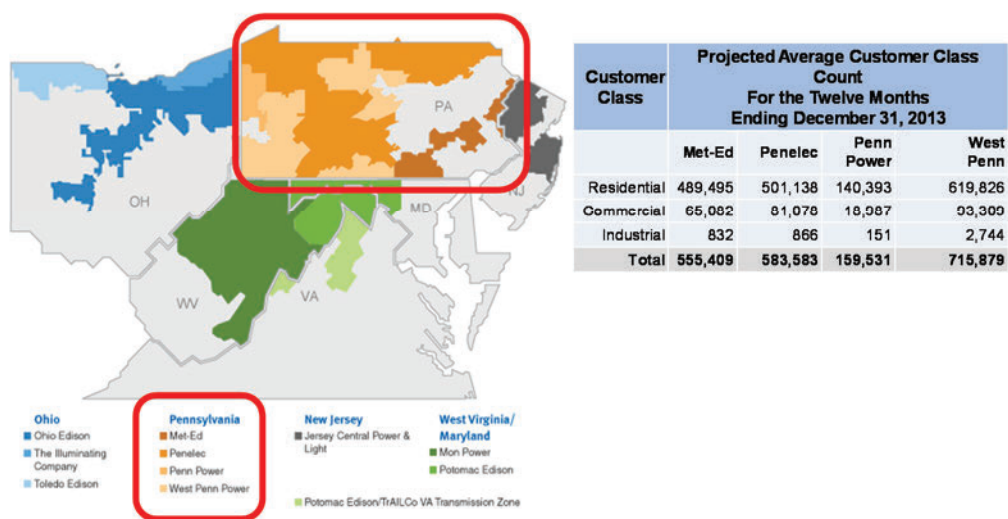 PA
OH
NJ
MD
WV
VA
Ohio
Ohio Edison
The Illuminating
Company
Toledo Edison
Pennsylvania
Met-Ed
Penelec
Penn Power
West Penn Power
New Jersey
Jersey Central Power &
Light
West Virginia/
Maryland
Mon Power
Potomac Edison
Potomac Edison/TrAILCo VA Transmission Zone
Customer
Class
Projected Average Customer Class
Count
For the Twelve Months
Ending December 31, 2013
Met-Ed Penelec Penn Power West Penn
Residential 489,495 501,138 140,393 619,826
Commercial 65,082 18,987 93,309
Industrial 832 866 151 2,744
Total 555,409 583,583 159,531 715,879